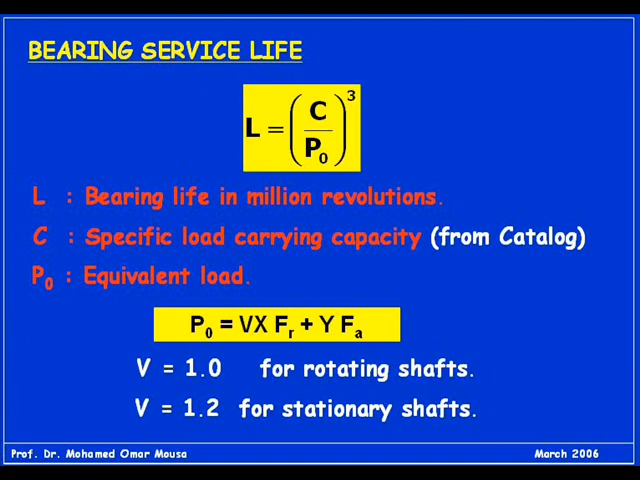 BEARING SERVICE LIFE
L = (C/P₀)³
L : Bearing life in million revolutions.
C : Specific load carrying capacity (from Catalog)
P₀ : Equivalent load.
P₀ = VX Fᵣ + Y Fₐ
V = 1.0 for rotating shafts.
V = 1.2 for stationary shafts.
Prof. Dr. Mohamed Omar Mousa March 2006